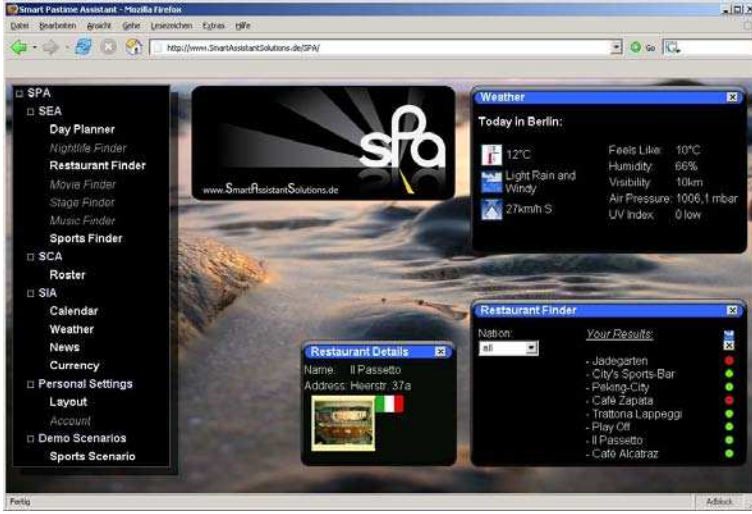 Smart Pastime Assistant - Mozilla Firefox
Datei Bearbeiten Ansicht Gehe Lesezeichen Extras Hilfe
http://www.SmartAssistantSolutions.de/SPA/
Go
SPA
SEA
Day Planner
Nightlife Finder
Restaurant Finder
Movie Finder
Stage Finder
Music Finder
Sports Finder
SCA
Roster
SIA
Calendar
Weather
News
Currency
Personal Settings
Layout
Account
Demo Scenarios
Sports Scenario
spa
www.SmartAssistantSolutions.de
Weather
Today in Berlin:
12°C
Light Rain and
Windy
27km/h S
Feels Like: 10°C
Humidity: 66%
Visibility: 10km
Air Pressure: 1006,1 mbar
UV Index: 0 low
Restaurant Details
Name: Il Passetto
Address: Heerstr. 37a
Restaurant Finder
Nation:
all
Your Results:
- Jadegarten
- City's Sports-Bar
- Peking-City
- Café Zapata
- Trattoria Lappeggi
- Play Off
- Il Passetto
- Café Alcatraz
Fertig
Adblock